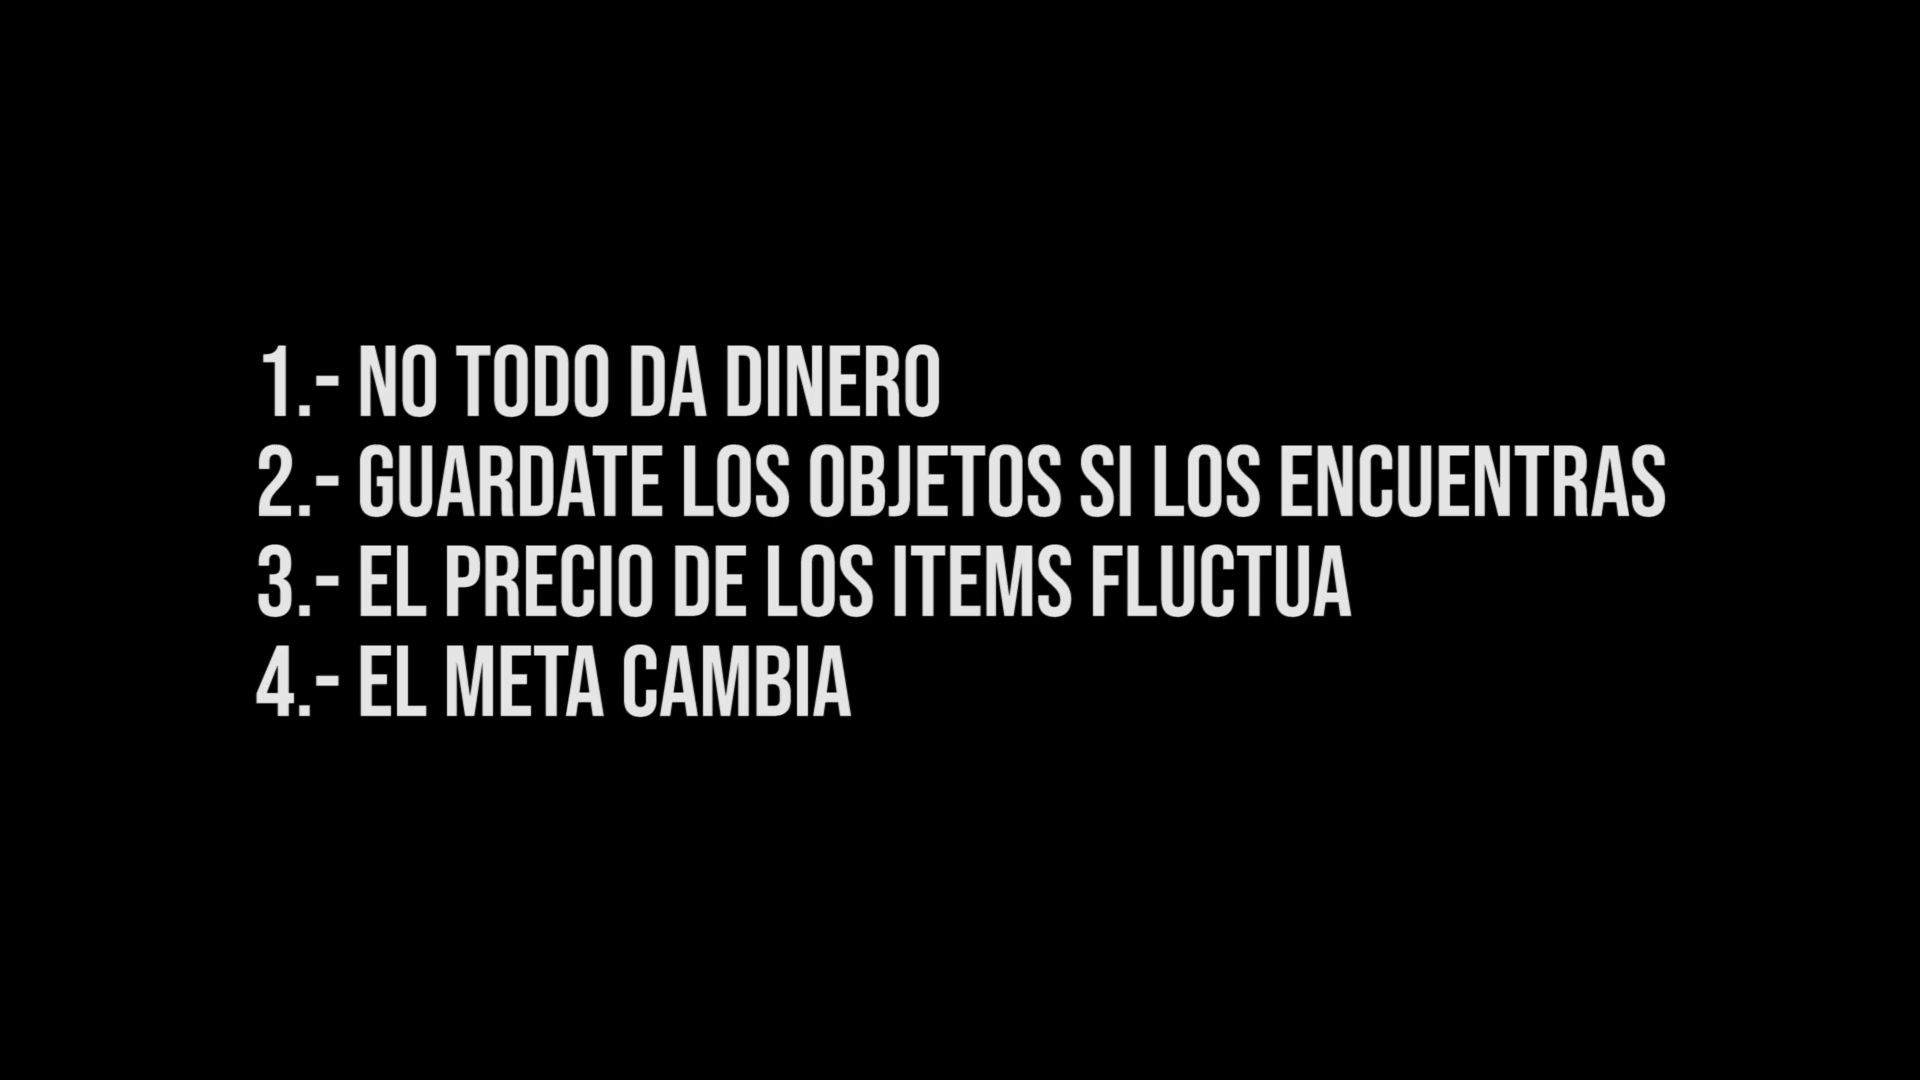 1.- NO TODO DA DINERO
2.- GUARDATE LOS OBJETOS SI LOS ENCUENTRAS
3.- EL PRECIO DE LOS ITEMS FLUCTUA
4.- EL META CAMBIA